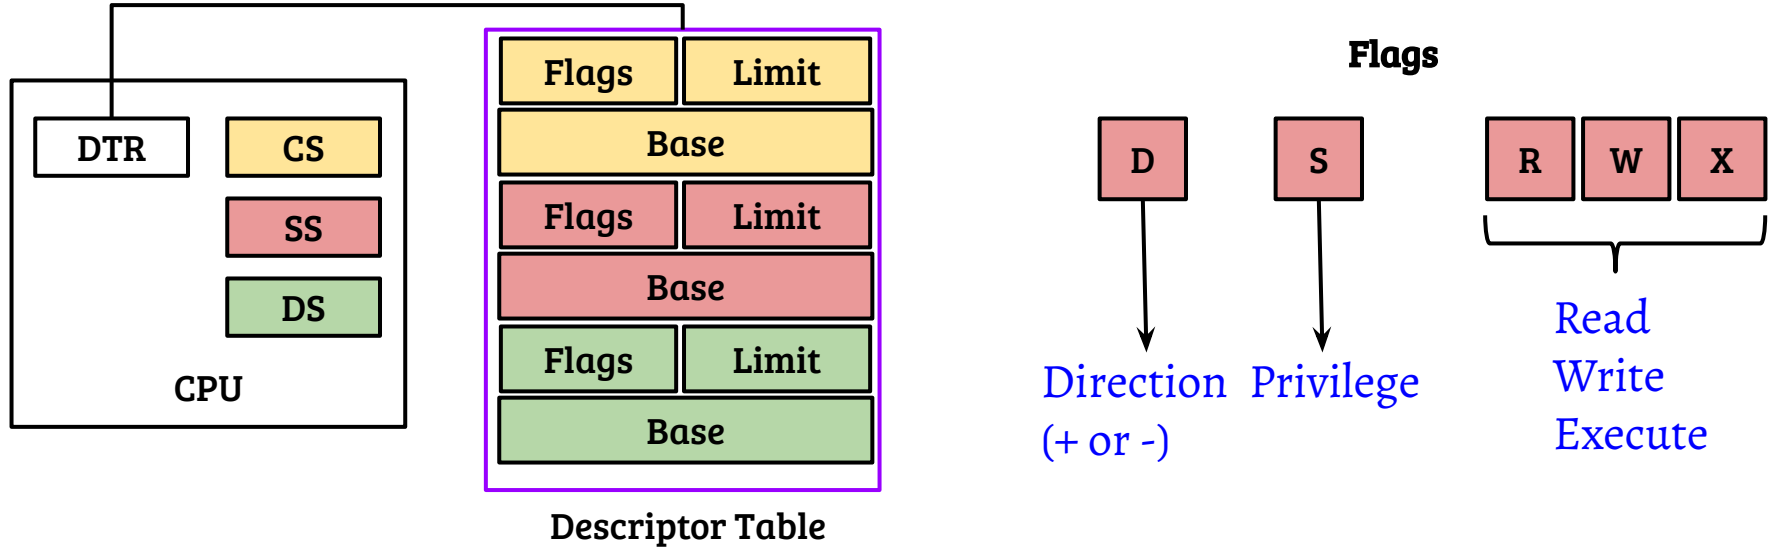 DTR
CS
SS
DS
CPU
Flags Limit
Base
Flags Limit
Base
Flags Limit
Base
Descriptor Table
Flags
D S R W X
Direction
(+ or -)
Privilege
Read
Write
Execute